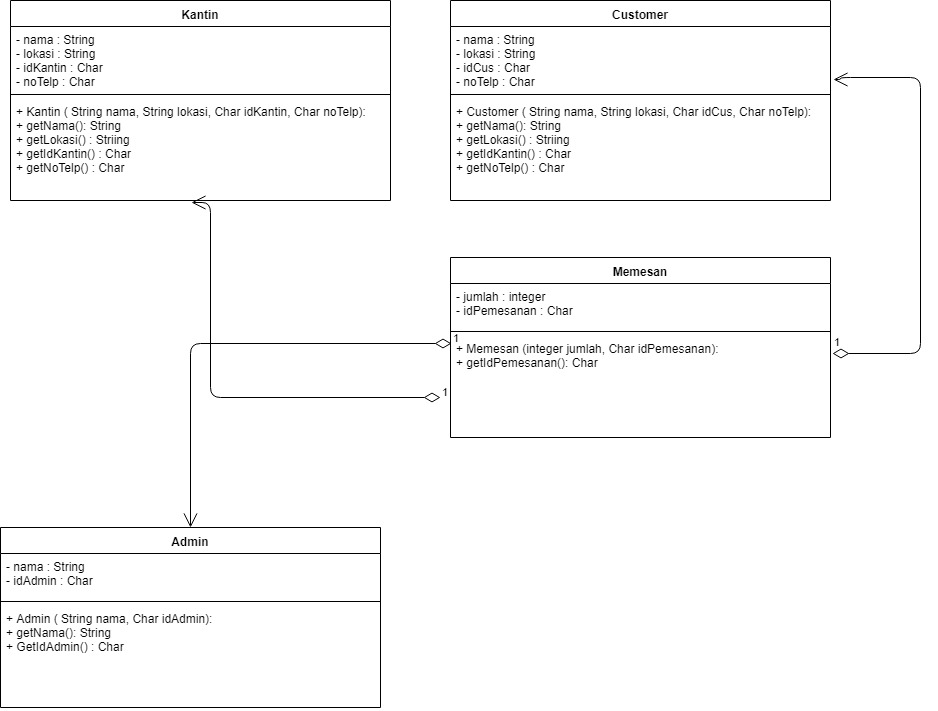 Kantin
- nama : String
- lokasi : String
- idKantin : Char
- noTelp : Char
+ Kantin ( String nama, String lokasi, Char idKantin, Char noTelp):
+ getNama(): String
+ getLokasi() : Striing
+ getIdKantin() : Char
+ getNoTelp() : Char
Customer
- nama : String
- lokasi : String
- idCus : Char
- noTelp : Char
+ Customer ( String nama, String lokasi, Char idCus, Char noTelp):
+ getNama(): String
+ getLokasi() : Striing
+ getIdKantin() : Char
+ getNoTelp() : Char
Memesan
- jumlah : integer
- idPemesanan : Char
1
+ Memesan (integer jumlah, Char idPemesanan):
+ getIdPemesanan(): Char
1
1
Admin
- nama : String
- idAdmin : Char
+ Admin ( String nama, Char idAdmin):
+ getNama(): String
+ GetIdAdmin() : Char